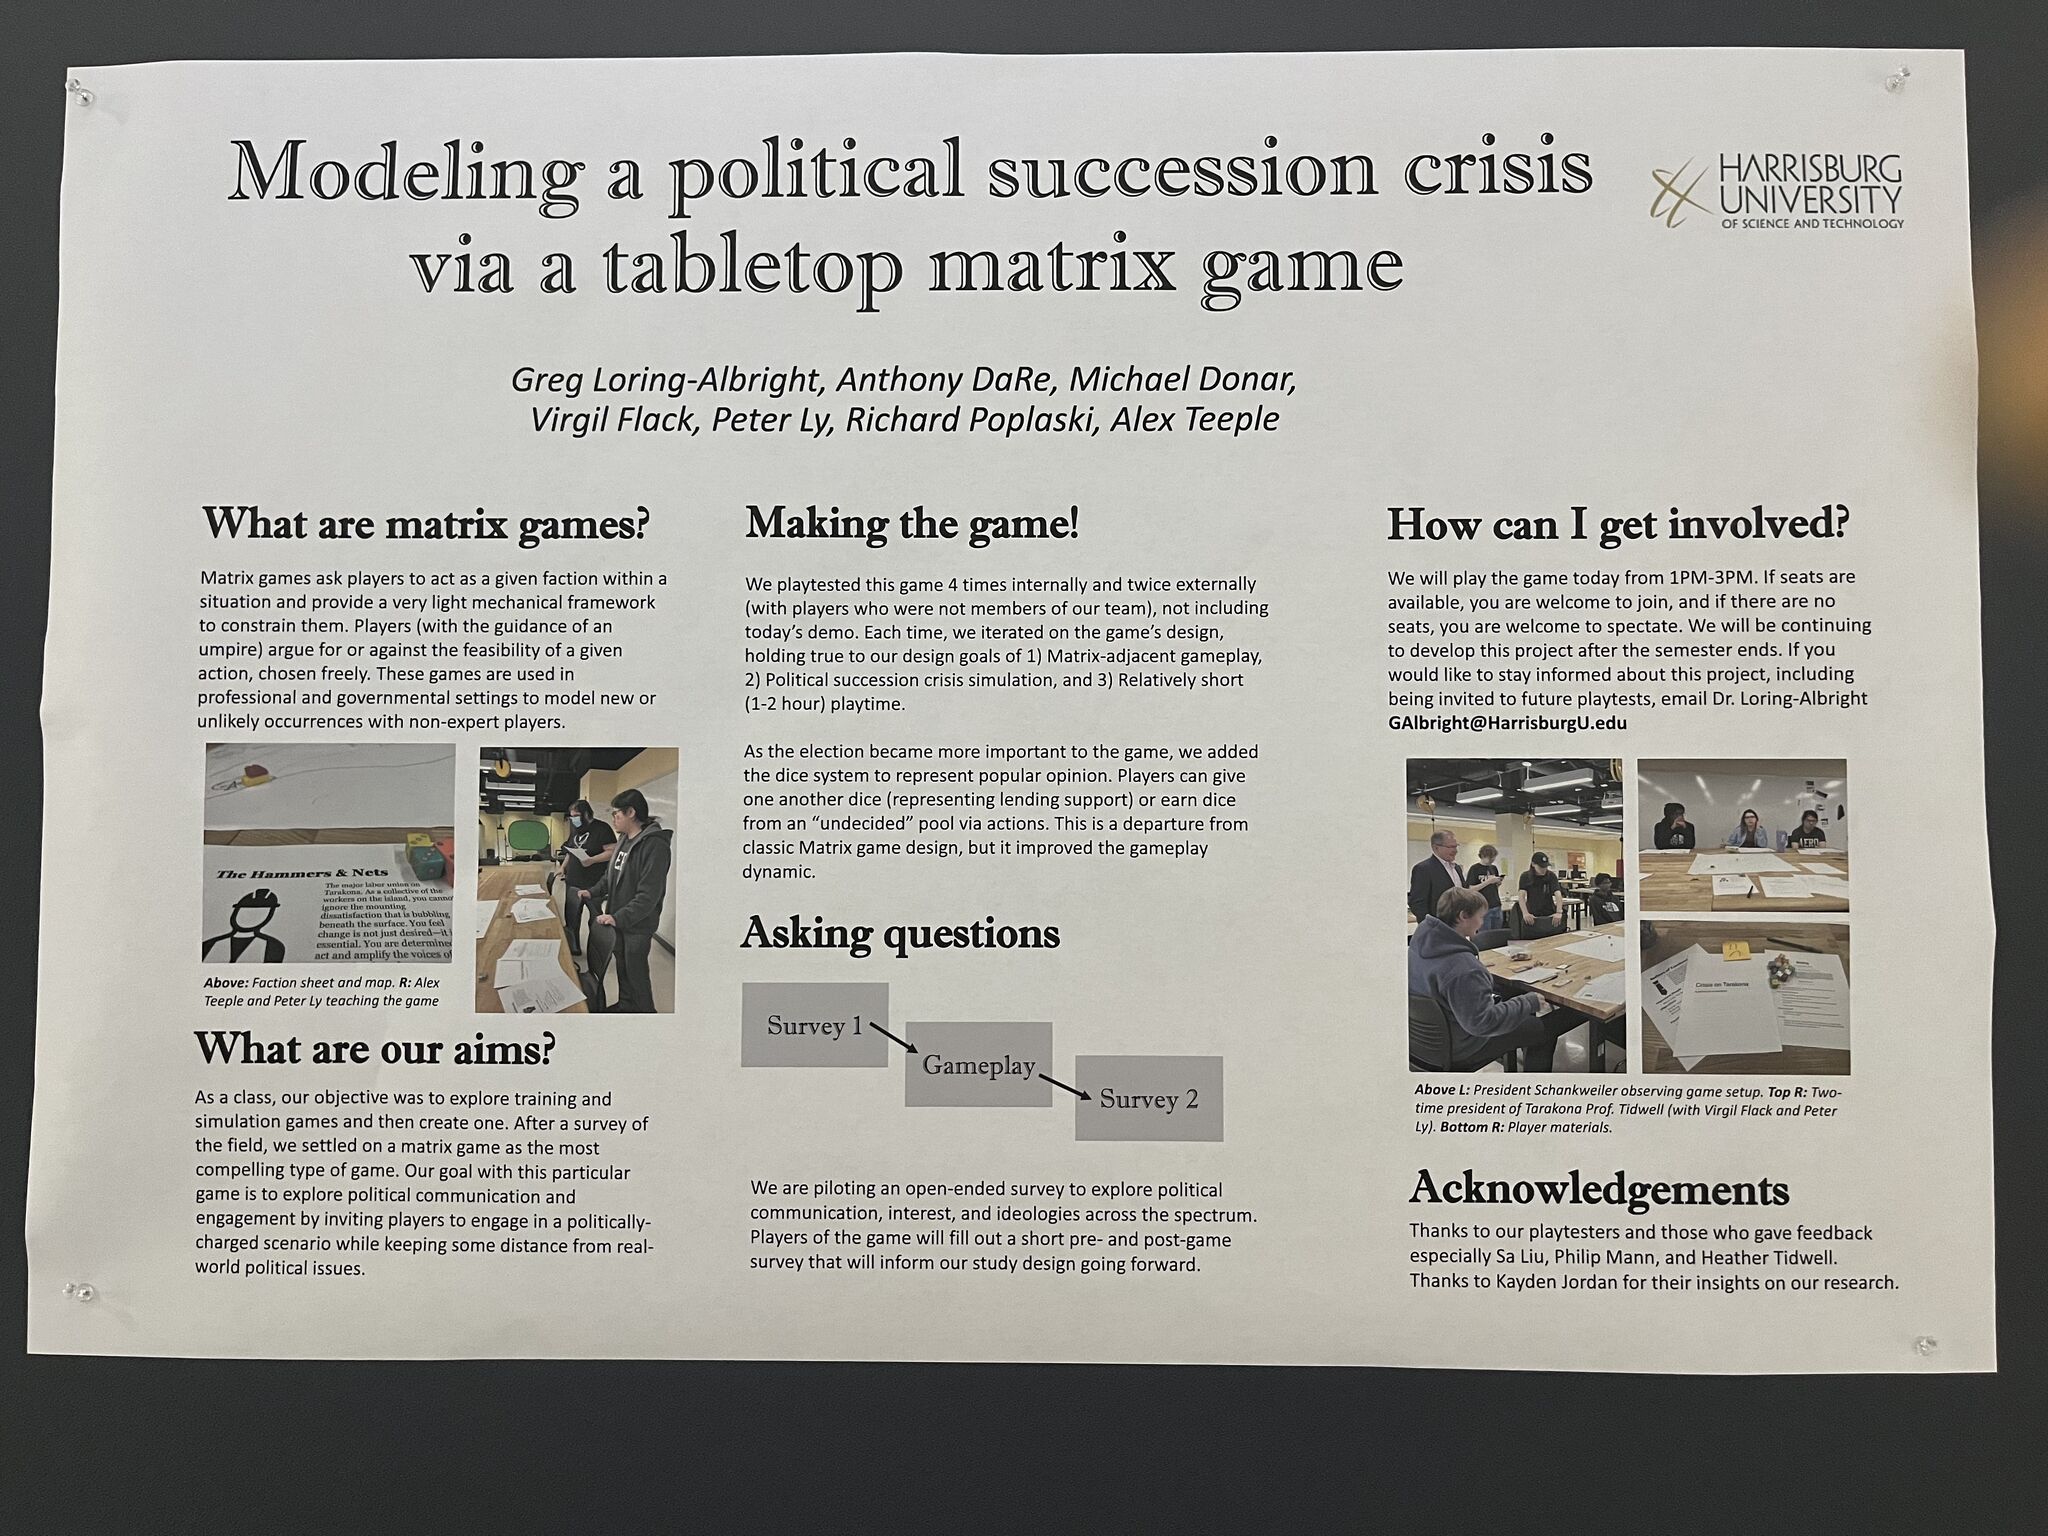 Modeling a political succession crisis
via a tabletop matrix game
HARRISBURG
UNIVERSITY
OF SCIENCE AND TECHNOLOGY
Greg Loring-Albright, Anthony DaRe, Michael Donar,
Virgil Flack, Peter Ly, Richard Poplaski, Alex Teeple
What are matrix games?
Matrix games ask players to act as a given faction within a
situation and provide a very light mechanical framework
to constrain them. Players (with the guidance of an
umpire) argue for or against the feasibility of a given
action, chosen freely. These games are used in
professional and governmental settings to model new or
unlikely occurrences with non-expert players.
The Hammers & Nets
The major labor union on
Tarakona. As a collective of the
workers on the island, you canno
ignore the mounting
dissatisfaction that is bubbling
beneath the surface. You feel
change is not just desired—it
essential. You are determine
act and amplify the voices of
Above: Faction sheet and map. R: Alex
Teeple and Peter Ly teaching the game
What are our aims?
As a class, our objective was to explore training and
simulation games and then create one. After a survey of
the field, we settled on a matrix game as the most
compelling type of game. Our goal with this particular
game is to explore political communication and
engagement by inviting players to engage in a politically-
charged scenario while keeping some distance from real-
world political issues.
Making the game!
We playtested this game 4 times internally and twice externally
(with players who were not members of our team), not including
today's demo. Each time, we iterated on the game's design,
holding true to our design goals of 1) Matrix-adjacent gameplay,
2) Political succession crisis simulation, and 3) Relatively short
(1-2 hour) playtime.
As the election became more important to the game, we added
the dice system to represent popular opinion. Players can give
one another dice (representing lending support) or earn dice
from an “undecided” pool via actions. This is a departure from
classic Matrix game design, but it improved the gameplay
dynamic.
Asking questions
Survey 1
Gameplay
Survey 2
We are piloting an open-ended survey to explore political
communication, interest, and ideologies across the spectrum.
Players of the game will fill out a short pre- and post-game
survey that will inform our study design going forward.
How can I get involved?
We will play the game today from 1PM-3PM. If seats are
available, you are welcome to join, and if there are no
seats, you are welcome to spectate. We will be continuing
to develop this project after the semester ends. If you
would like to stay informed about this project, including
being invited to future playtests, email Dr. Loring-Albright
GAlbright@HarrisburgU.edu
AERO
Crisis on Tarakona
Above L: President Schankweiler observing game setup. Top R: Two-
time president of Tarakona Prof. Tidwell (with Virgil Flack and Peter
Ly). Bottom R: Player materials.
Acknowledgements
Thanks to our playtesters and those who gave feedback
especially Sa Liu, Philip Mann, and Heather Tidwell.
Thanks to Kayden Jordan for their insights on our research.